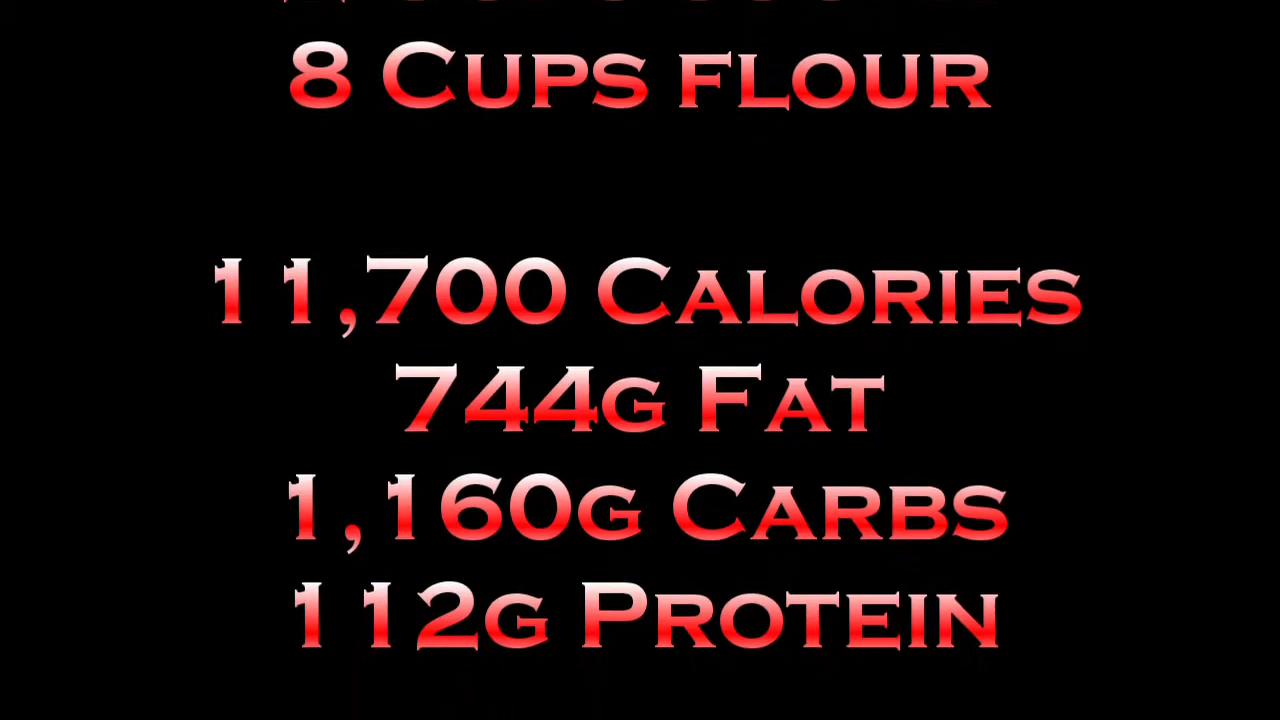 8 Cups flour
11,700 Calories
744g Fat
1,160g Carbs
112g Protein